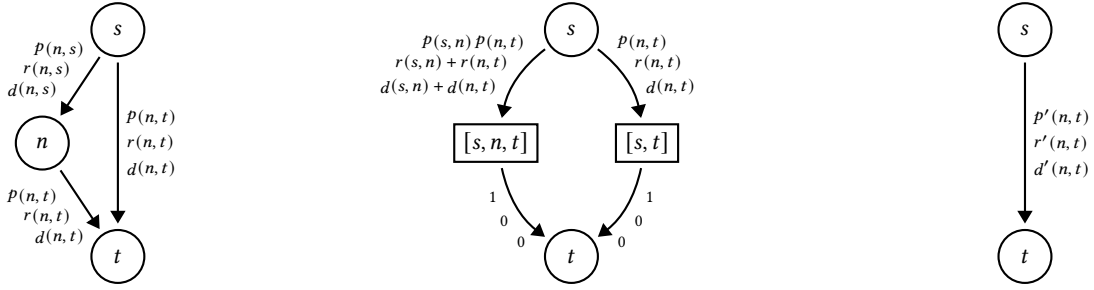 s
p(n, s)
r(n, s)
d(n, s)
p(n, t)
r(n, t)
d(n, t)
n
p(n, t)
r(n, t)
d(n, t)
t
s
p(s, n) p(n, t)
r(s, n) + r(n, t)
d(s, n) + d(n, t)
p(n, t)
r(n, t)
d(n, t)
[s, n, t]
[s, t]
1
0
0
1
0
0
t
s
p′(n, t)
r′(n, t)
d′(n, t)
t